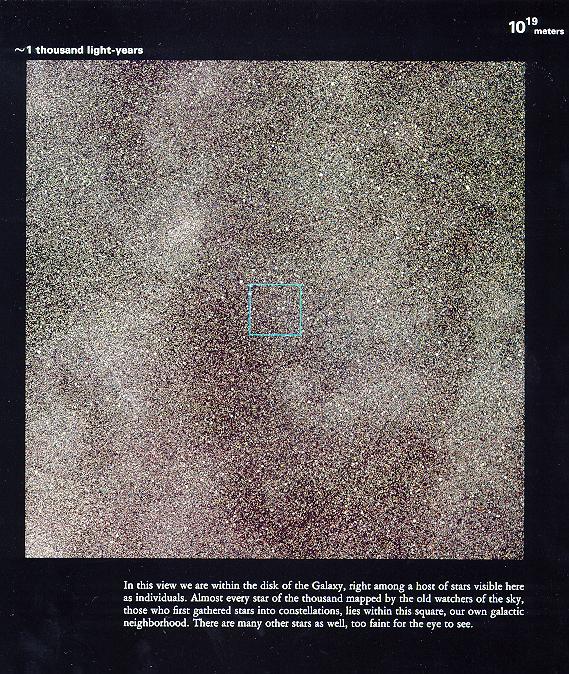 10¹⁹ meters
~1 thousand light-years
In this view we are within the disk of the Galaxy, right among a host of stars visible here
as individuals. Almost every star of the thousand mapped by the old watchers of the sky,
those who first gathered stars into constellations, lies within this square, our own galactic
neighborhood. There are many other stars as well, too faint for the eye to see.